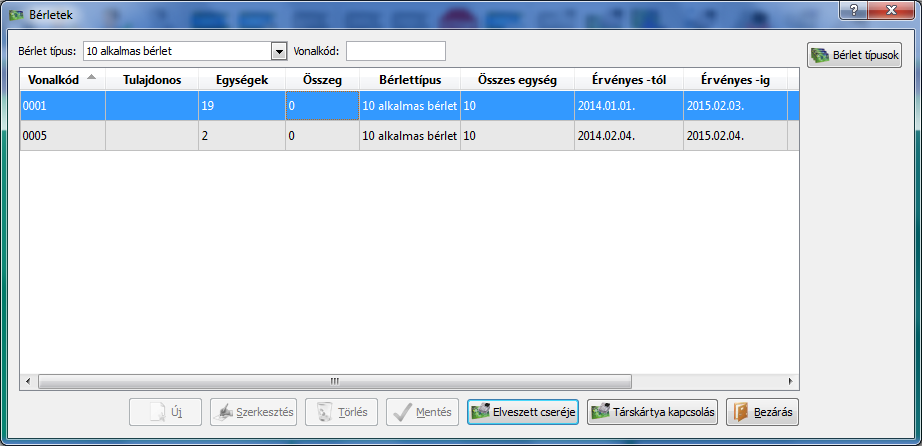 Bérletek
Bérlet típus: 10 alkalmas bérlet Vonalkód: Bérlet típusok
Vonalkód Tulajdonos Egységek Összeg Bérlettípus Összes egység Érvényes -tól Érvényes -ig
0001 19 0 10 alkalmas bérlet 10 2014.01.01. 2015.02.03.
0005 2 0 10 alkalmas bérlet 10 2014.02.04. 2015.02.04.
Új Szerkesztés Törlés Mentés Elveszett cseréje Társkártya kapcsolás Bezárás